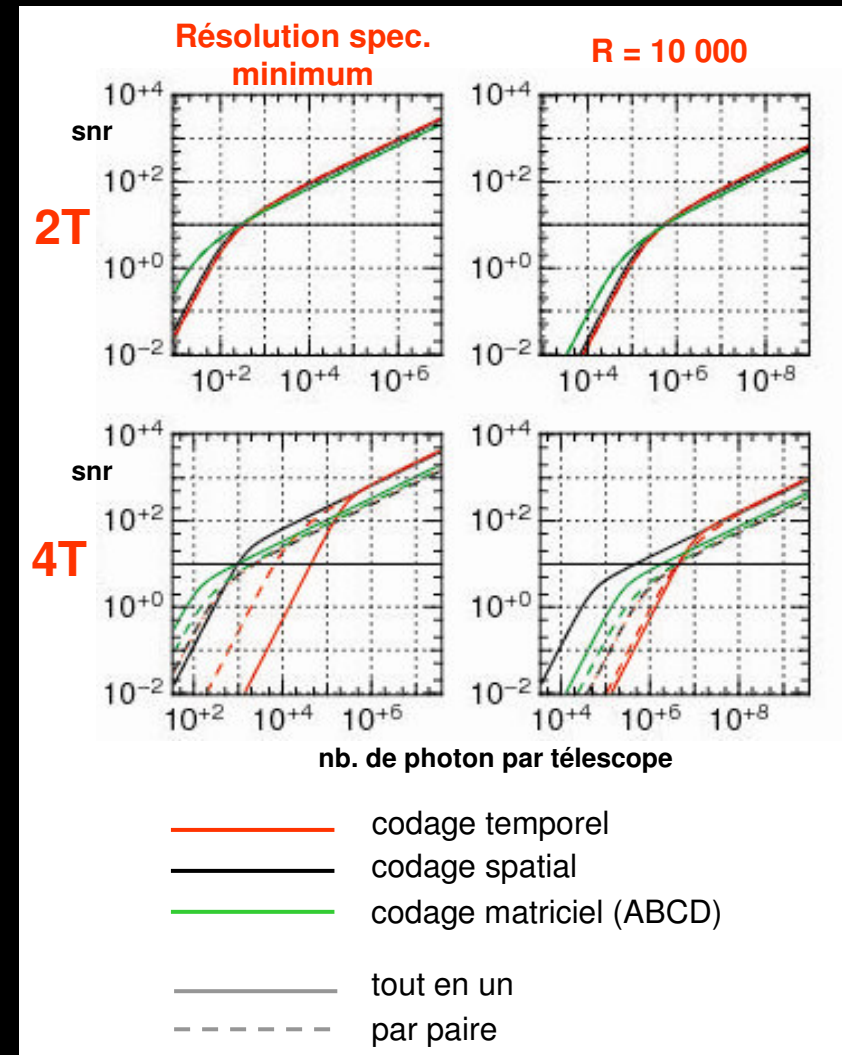 Résolution spec.
minimum
R = 10 000
10+4
10+4
snr
10+2
10+2
2T
10+0
10+0
10−2
10−2
10+2 10+4 10+6
10+4 10+6 10+8
10+4
10+4
snr
10+2
10+2
4T
10+0
10+0
10−2
10−2
10+2 10+4 10+6
10+4 10+6 10+8
nb. de photon par télescope
codage temporel
codage spatial
codage matriciel (ABCD)
tout en un
par paire